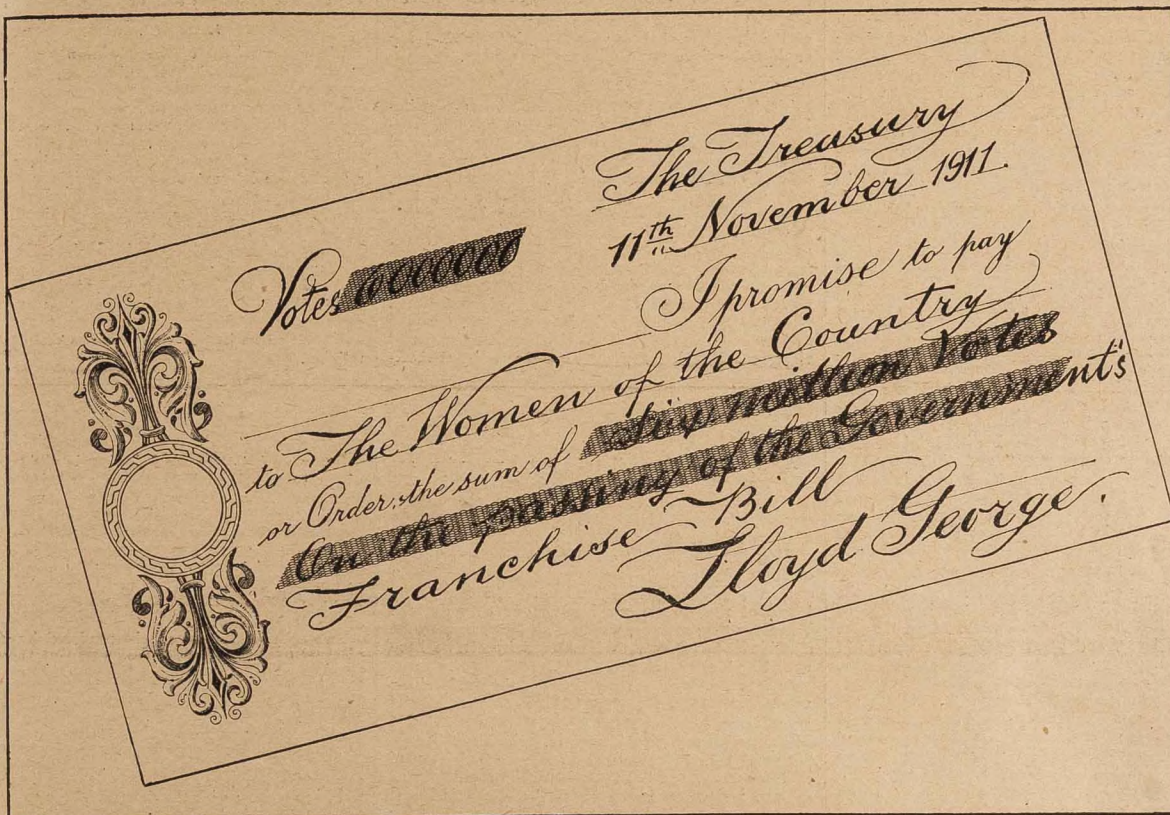 The Treasury
11th November 1911.
Votes 6000000
I promise to pay
to The Women of the Country
or Order, the sum of Six million Votes
On the passing of the Government's
Franchise Bill
Lloyd George.